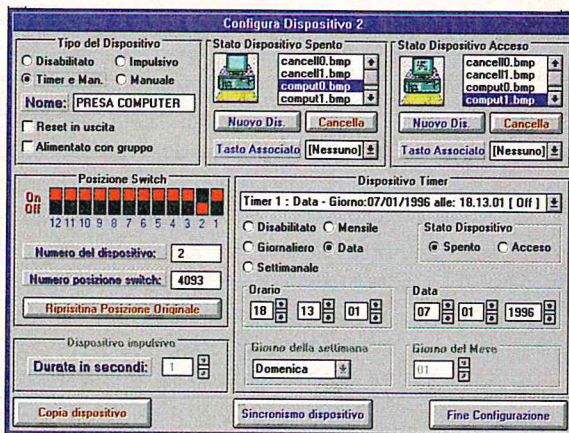 Configura Dispositivo 2
Tipo del Dispositivo
Disabilitato
Impulsivo
Timer e Man.
Manuale
Nome:
PRESA COMPUTER
Reset in uscita
Alimentato con gruppo
Stato Dispositivo Spento
cancell0.bmp
cancell1.bmp
comput0.bmp
comput1.bmp
Nuovo Dis.
Cancella
Tasto Associato
[Nessuno]
Stato Dispositivo Acceso
cancell0.bmp
cancell1.bmp
comput0.bmp
comput1.bmp
Nuovo Dis.
Cancella
Tasto Associato
[Nessuno]
Posizione Switch
On
Off
12 11 10 9 8 7 6 5 4 3 2 1
Numero del dispositivo:
2
Numero posizione switch:
4093
Ripristina Posizione Originale
Dispositivo impulsivo
Durata in secondi:
1
Dispositivo Timer
Timer 1 : Data - Giorno:07/01/1996 alle: 18.13.01 [ Off ]
Disabilitato
Mensile
Giornaliero
Data
Settimanale
Stato Dispositivo
Spento
Acceso
Orario
18
13
01
Data
07
01
1996
Giorno della settimana
Domenica
Giorno del Mese
01
Copia dispositivo
Sincronismo dispositivo
Fine Configurazione